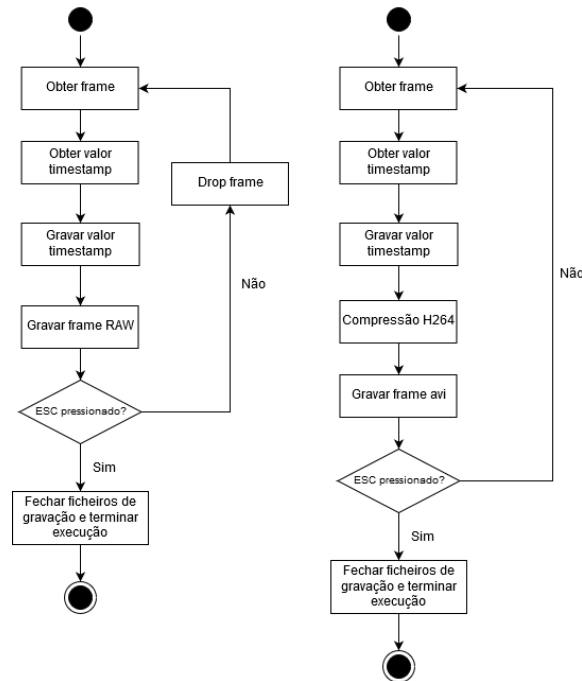 Obter frame
Obter valor
timestamp
Drop frame
Gravar valor
timestamp
Não
Gravar frame RAW
ESC pressionado?
Sim
Fechar ficheiros de
gravação e terminar
execução
Obter frame
Obter valor
timestamp
Gravar valor
timestamp
Não
Compressão H264
Gravar frame avi
ESC pressionado?
Sim
Fechar ficheiros de
gravação e terminar
execução